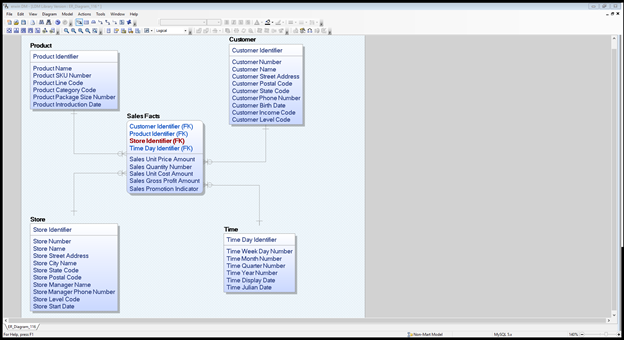 File Edit View Diagram Model Actions Tools Window Help
Logical
Product
Product Identifier
Product Name
Product SKU Number
Product Line Code
Product Category Code
Product Package Size Number
Product Introduction Date
Customer
Customer Identifier
Customer Number
Customer Name
Customer Street Address
Customer Postal Code
Customer State Code
Customer Phone Number
Customer Birth Date
Customer Income Code
Customer Level Code
Sales Facts
Customer Identifier (FK)
Product Identifier (FK)
Store Identifier (FK)
Time Day Identifier (FK)
Sales Unit Price Amount
Sales Quantity Number
Sales Unit Cost Amount
Sales Gross Profit Amount
Sales Promotion Indicator
Store
Store Identifier
Store Number
Store Name
Store Street Address
Store City Name
Store State Code
Store Postal Code
Store Manager Name
Store Manager Phone Number
Store Level Code
Store Start Date
Time
Time Day Identifier
Time Week Day Number
Time Month Number
Time Quarter Number
Time Year Number
Time Display Date
Time Julian Date
ER_Diagram_116
For Help, press F1
Non-Mart Model
MySQL 5.x
140%